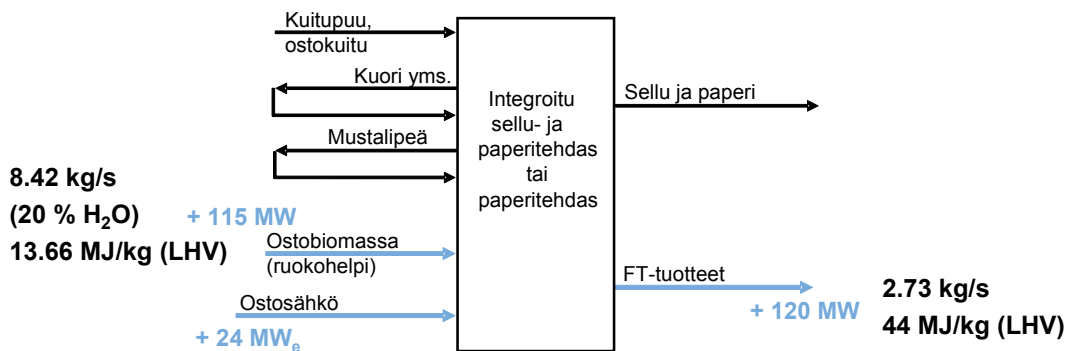 Kuitupuu,
ostokuitu
Kuori yms.
Mustalipeä
8.42 kg/s
(20 % H₂O)
13.66 MJ/kg (LHV)
+ 115 MW
Ostobiomassa
(ruokohelpi)
Ostosähkö
+ 24 MWₑ
Integroitu
sellu- ja
paperitehdas
tai
paperitehdas
Sellu ja paperi
FT-tuotteet
+ 120 MW
2.73 kg/s
44 MJ/kg (LHV)